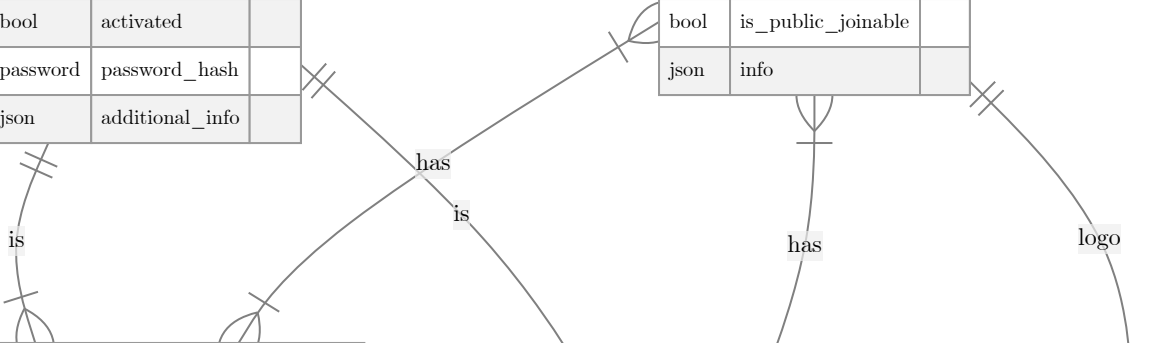 bool activated
password password_hash
json additional_info
bool is_public_joinable
json info
has
is
is
has
logo